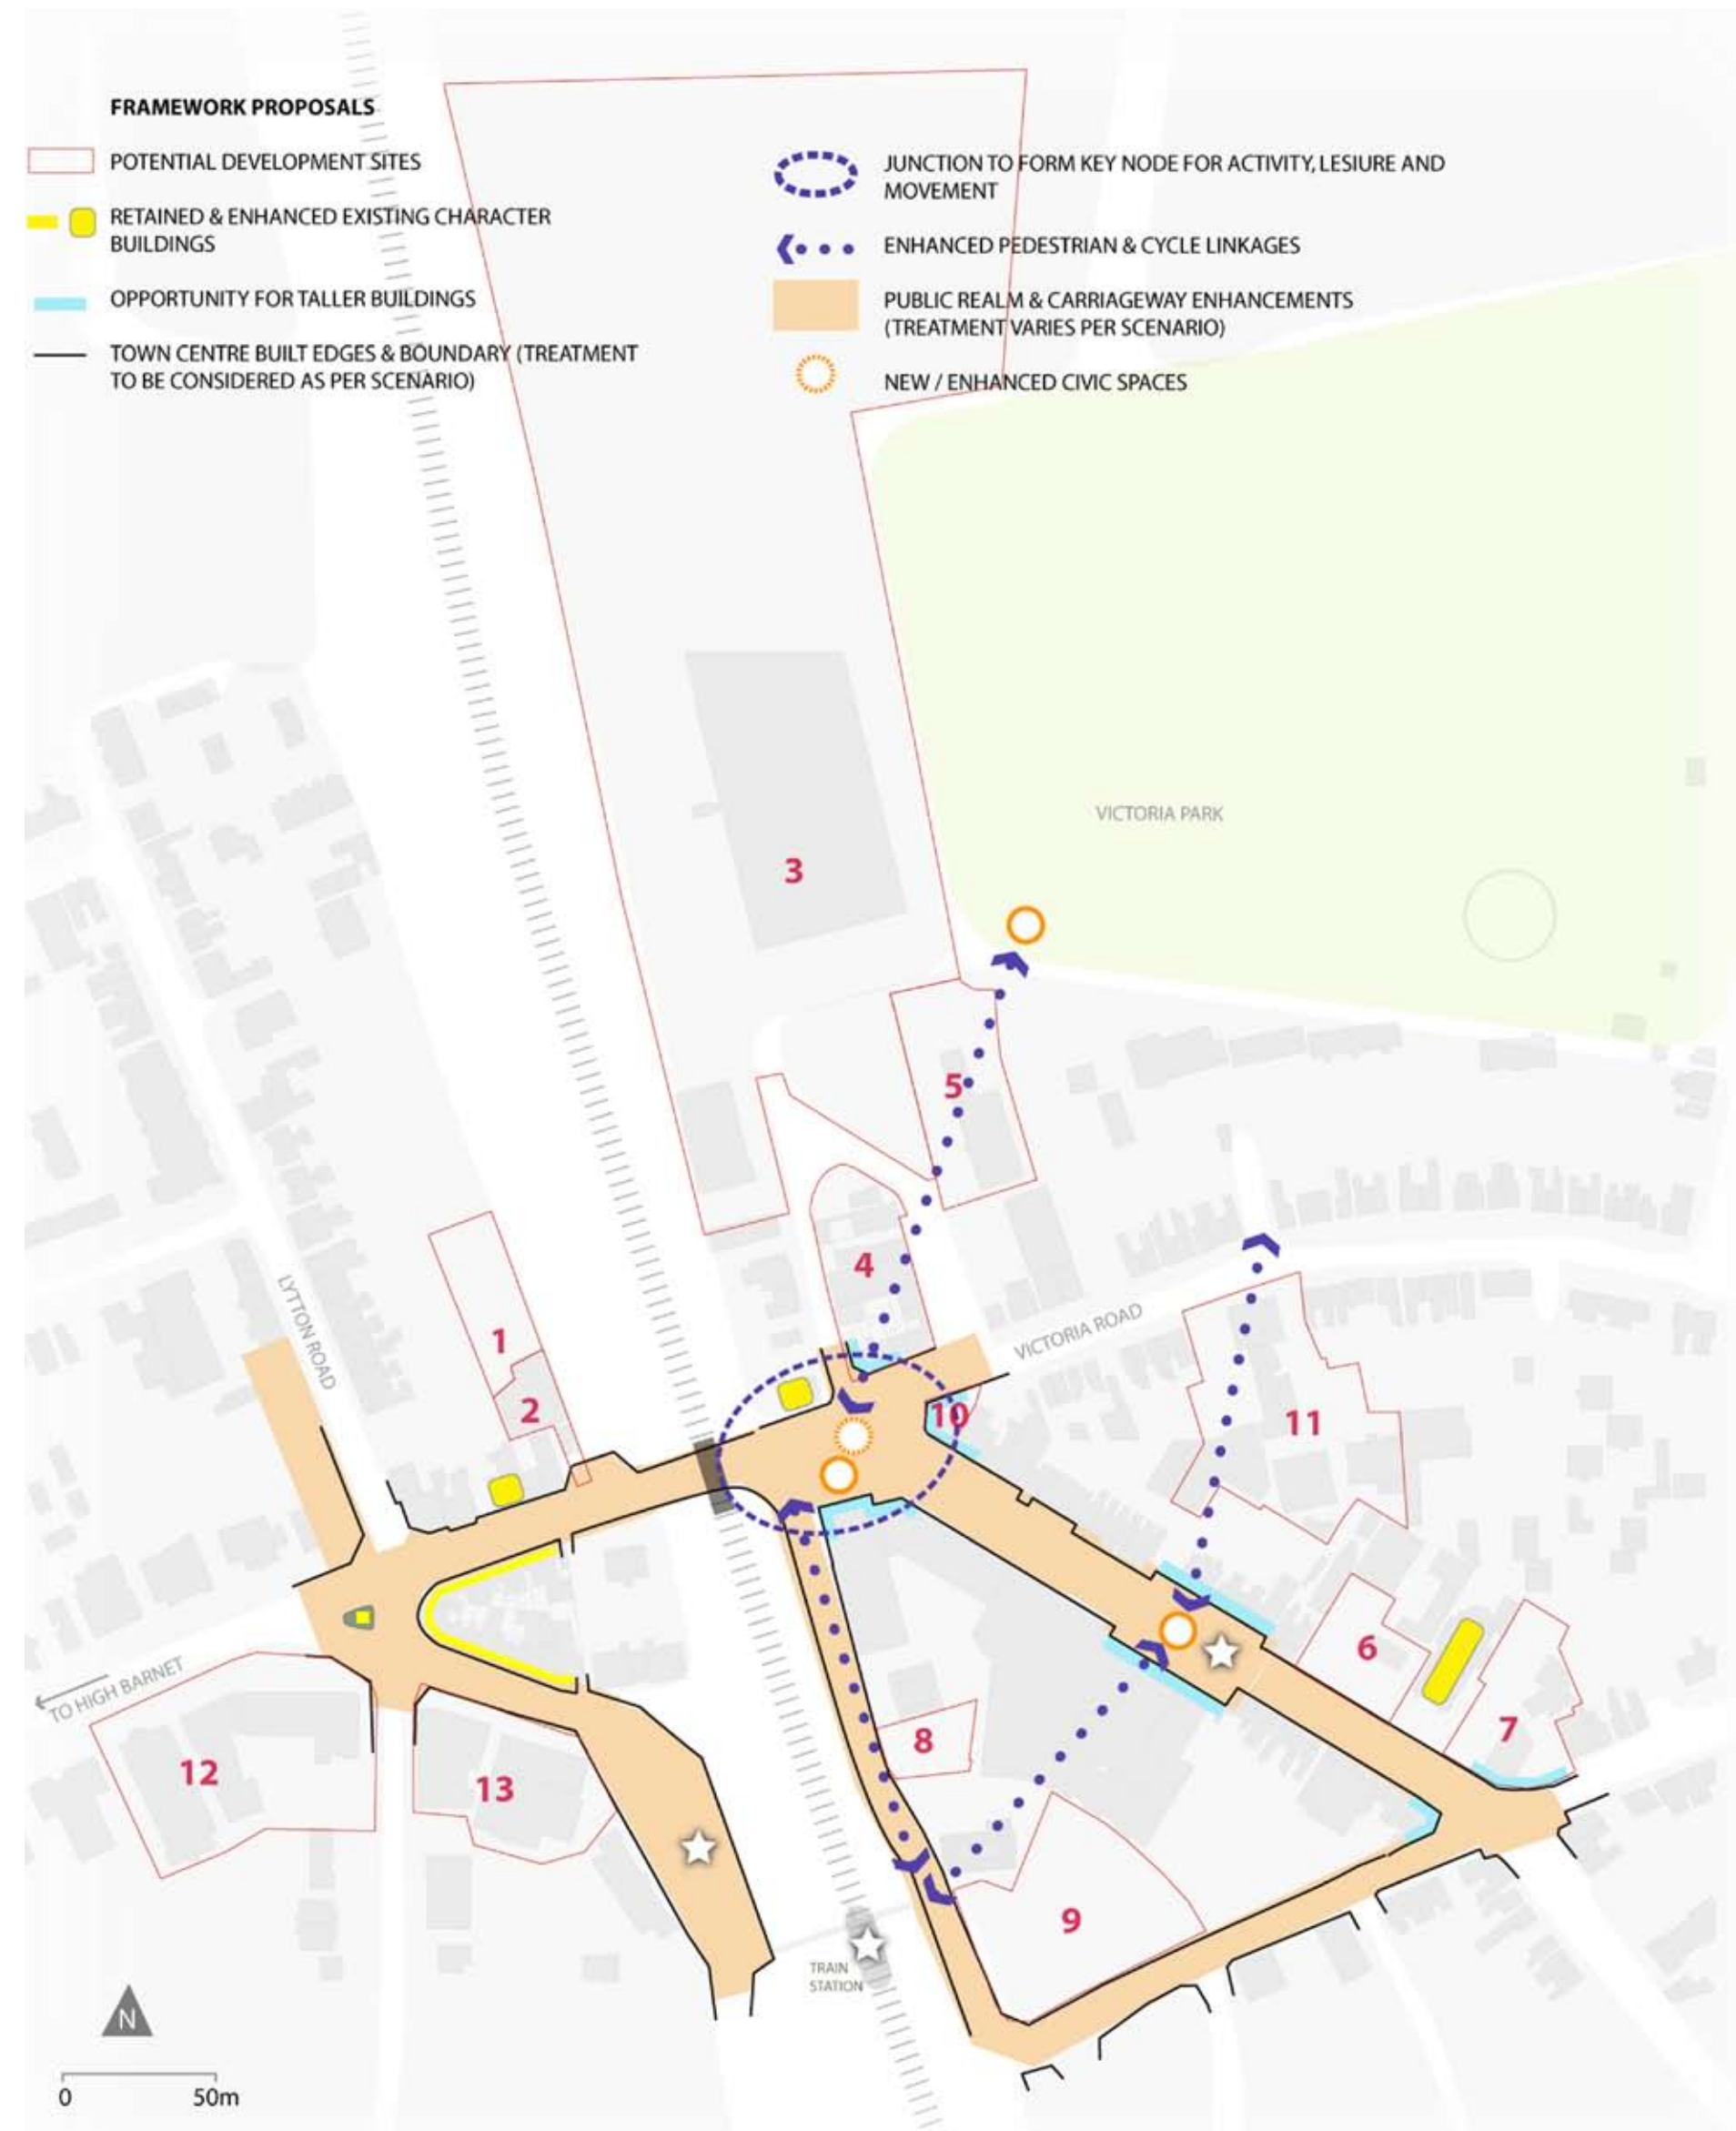 FRAMEWORK PROPOSALS
POTENTIAL DEVELOPMENT SITES
RETAINED & ENHANCED EXISTING CHARACTER
BUILDINGS
OPPORTUNITY FOR TALLER BUILDINGS
TOWN CENTRE BUILT EDGES & BOUNDARY (TREATMENT
TO BE CONSIDERED AS PER SCENARIO)
JUNCTION TO FORM KEY NODE FOR ACTIVITY, LESIURE AND
MOVEMENT
ENHANCED PEDESTRIAN & CYCLE LINKAGES
PUBLIC REALM & CARRIAGEWAY ENHANCEMENTS
(TREATMENT VARIES PER SCENARIO)
NEW / ENHANCED CIVIC SPACES
VICTORIA PARK
3
5
4
LYTTON ROAD
1
VICTORIA ROAD
2
10
11
6
TO HIGH BARNET
7
8
12
13
9
TRAIN
STATION
N
0
50m